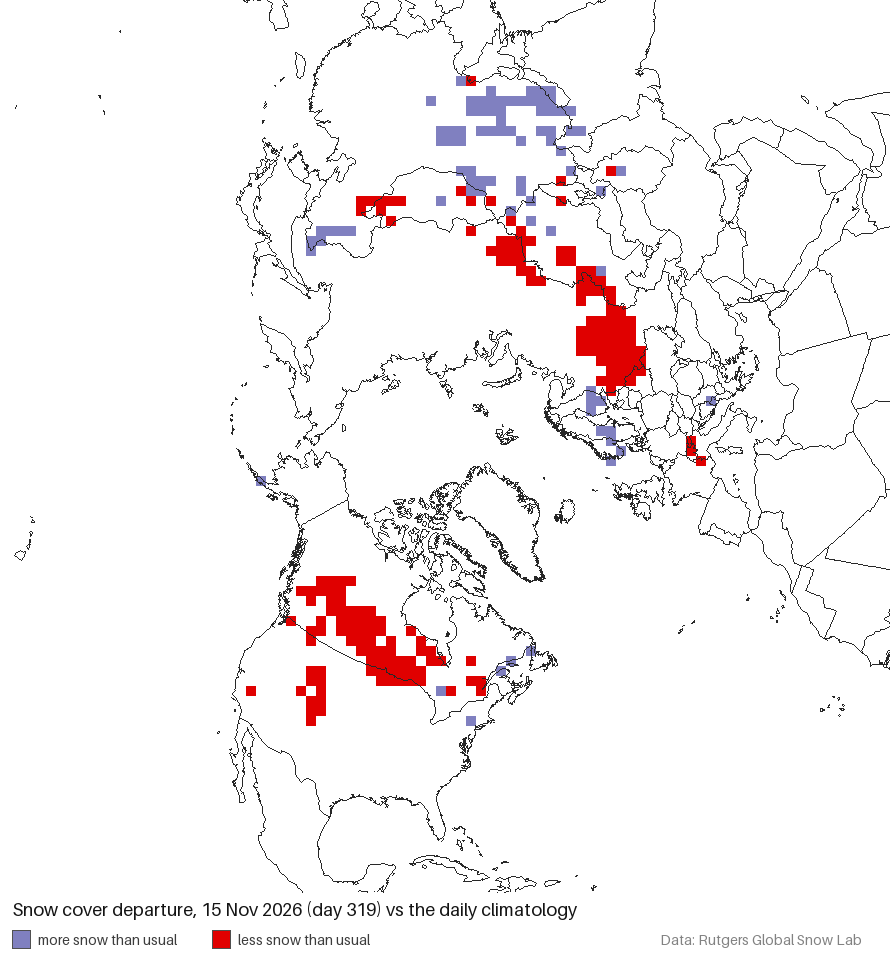 Snow cover departure, 15 Nov 2026 (day 319) vs the daily climatology
more snow than usual
less snow than usual
Data: Rutgers Global Snow Lab